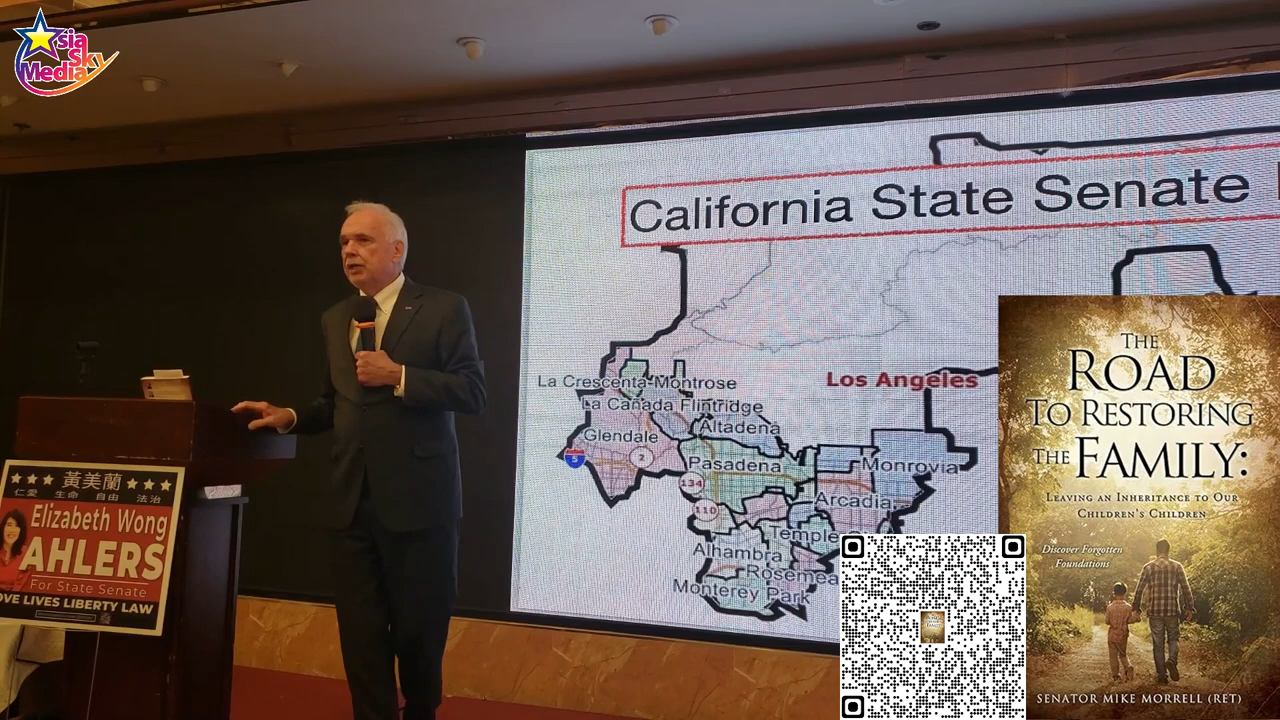 Asia
Sky
Media
California State Senate
La Crescenta-Montrose
Los Angeles
La Cañada Flintridge
Altadena
Glendale
5
2
Pasadena
Monrovia
134
Arcadia
110
Temple
Alhambra
Rosemea
Monterey Park
★★★ 黃美蘭 ★★★
仁愛 生命 自由 法治
Elizabeth Wong
AHLERS
For State Senate
OVE LIVES LIBERTY LAW
THE
ROAD
TO RESTORING
THE FAMILY:
LEAVING AN INHERITANCE TO OUR
CHILDREN'S CHILDREN
Discover Forgotten
Foundations
SENATOR MIKE MORRELL (RET)